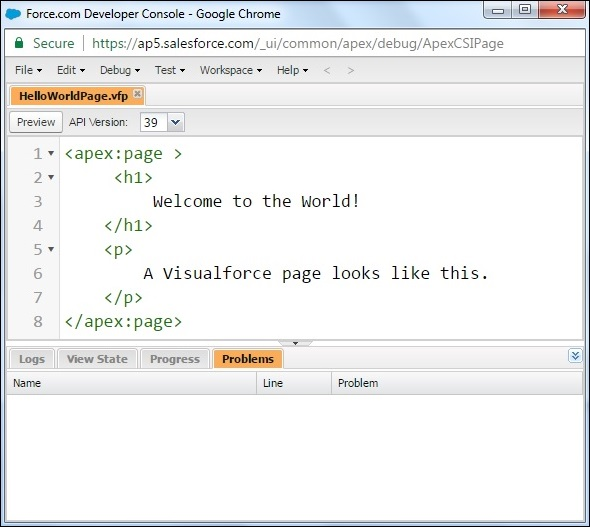 Force.com Developer Console - Google Chrome
Secure https://ap5.salesforce.com/_ui/common/apex/debug/ApexCSIPage
File Edit Debug Test Workspace Help < >
HelloWorldPage.vfp
Preview API Version: 39
1 <apex:page >
2 <h1>
3 Welcome to the World!
4 </h1>
5 <p>
6 A Visualforce page looks like this.
7 </p>
8 </apex:page>
Logs View State Progress Problems
Name Line Problem